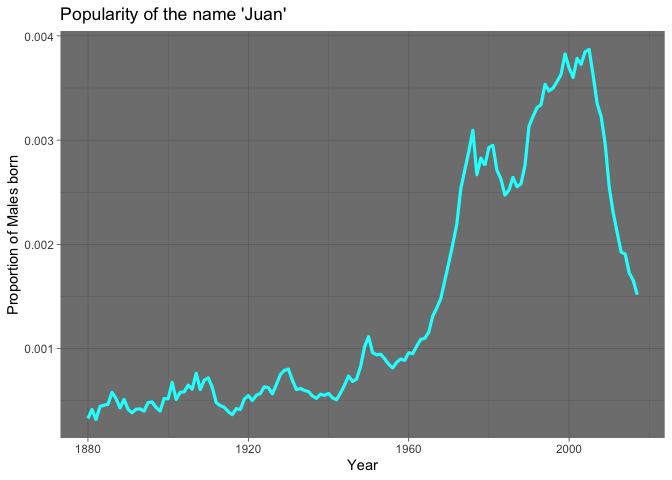 Popularity of the name 'Juan'
Proportion of Males born
0.004
0.003
0.002
0.001
1880
1920
1960
2000
Year